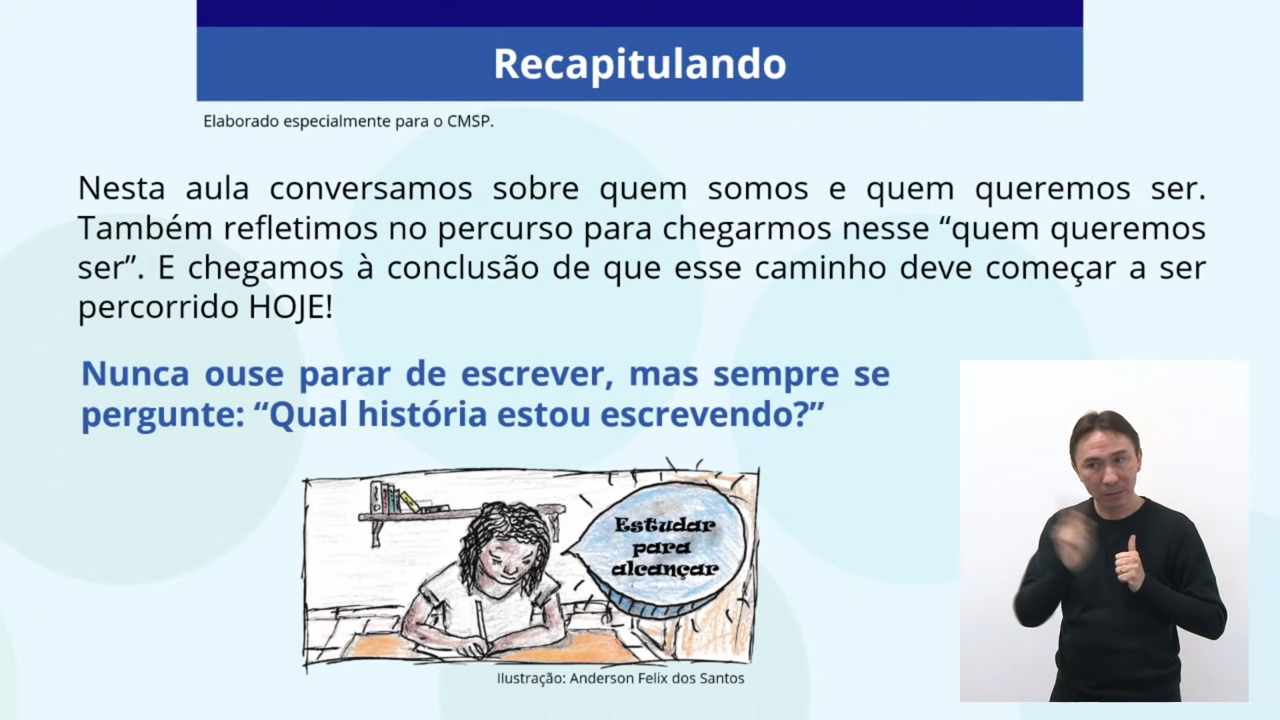 Recapitulando
Elaborado especialmente para o CMSP.
Nesta aula conversamos sobre quem somos e quem queremos ser.
Também refletimos no percurso para chegarmos nesse “quem queremos
ser”. E chegamos à conclusão de que esse caminho deve começar a ser
percorrido HOJE!
Nunca ouse parar de escrever, mas sempre se
pergunte: “Qual história estou escrevendo?”
Estudar
para
alcançar
Ilustração: Anderson Felix dos Santos